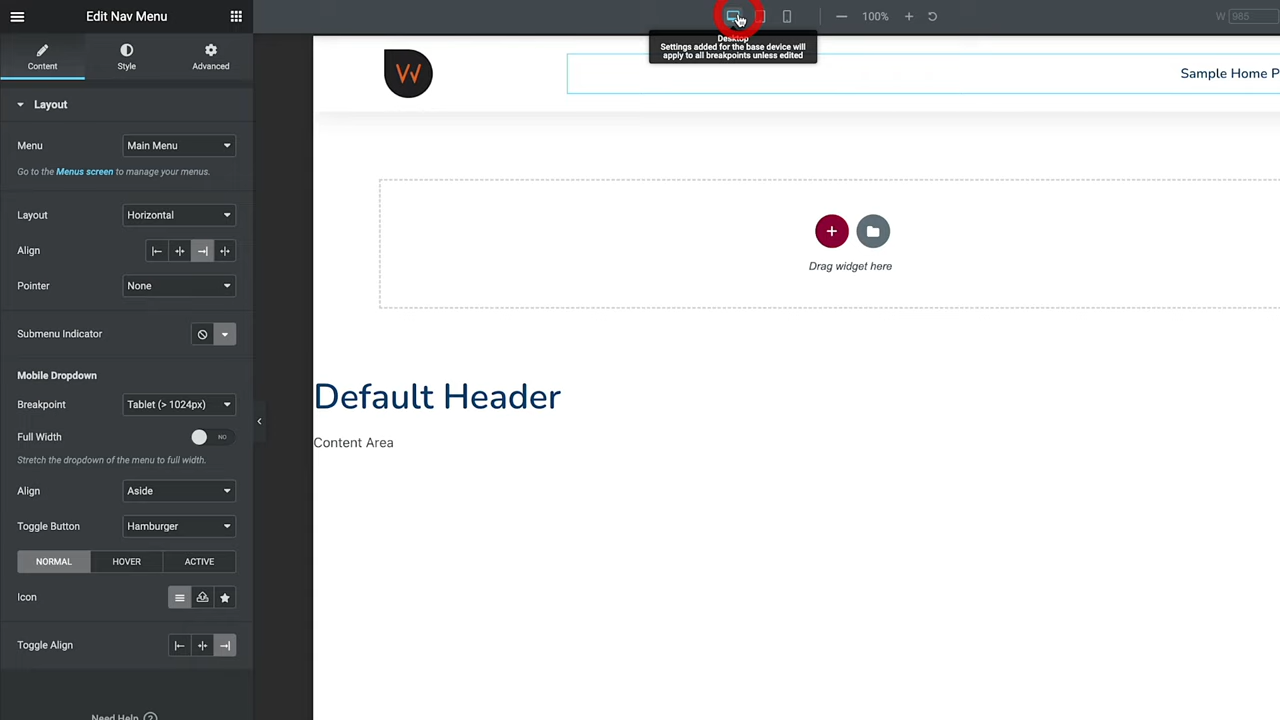 Edit Nav Menu
100%
W 985
Content
Style
Advanced
Desktop
Settings added for the base device will
apply to all breakpoints unless edited
W
Sample Home P
Layout
Menu
Main Menu
Go to the Menus screen to manage your menus.
Layout
Horizontal
Align
Pointer
None
Drag widget here
Submenu Indicator
Mobile Dropdown
Breakpoint
Tablet (> 1024px)
Default Header
Full Width
NO
Content Area
Stretch the dropdown of the menu to full width.
Align
Aside
Toggle Button
Hamburger
NORMAL
HOVER
ACTIVE
Icon
Toggle Align
Need Help ?